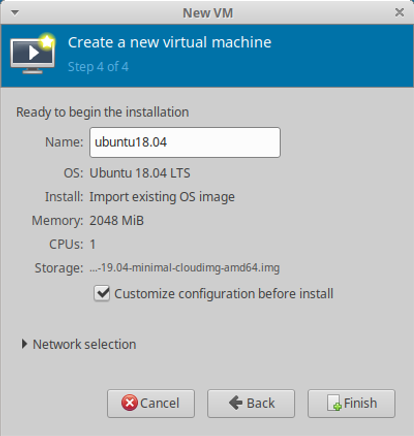 New VM
Create a new virtual machine
Step 4 of 4
Ready to begin the installation
Name: ubuntu18.04
OS: Ubuntu 18.04 LTS
Install: Import existing OS image
Memory: 2048 MiB
CPUs: 1
Storage: ...-19.04-minimal-cloudimg-amd64.img
Customize configuration before install
Network selection
Cancel Back Finish